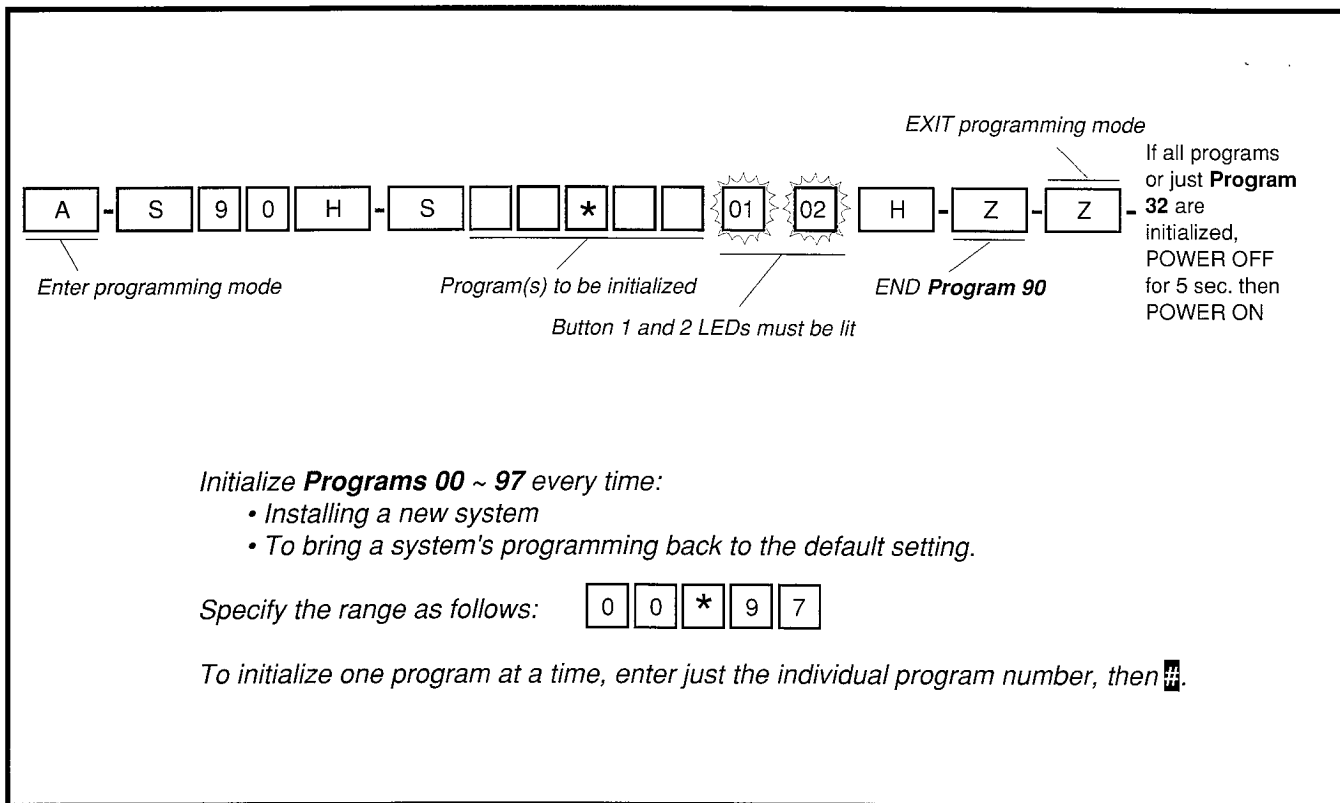 EXIT programming mode
A - S 9 0 H - S * 01 02 H - Z - Z -
If all programs
or just Program
32 are
initialized,
POWER OFF
for 5 sec. then
POWER ON
Enter programming mode
Program(s) to be initialized
END Program 90
Button 1 and 2 LEDs must be lit
Initialize Programs 00 ~ 97 every time:
• Installing a new system
• To bring a system's programming back to the default setting.
Specify the range as follows: 0 0 * 9 7
To initialize one program at a time, enter just the individual program number, then #.